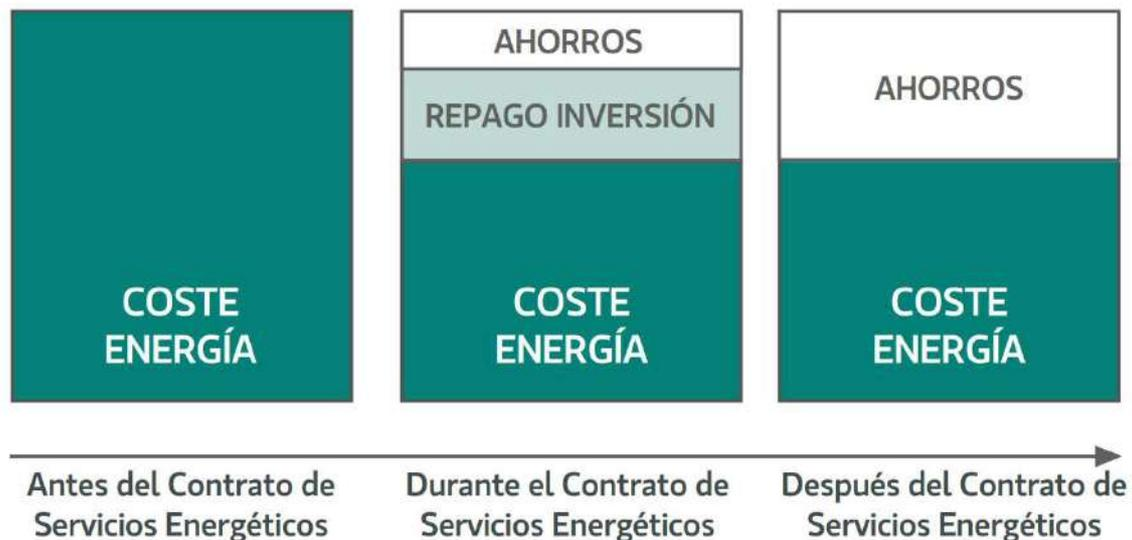 AHORROS
REPAGO INVERSIÓN
AHORROS
COSTE
ENERGÍA
COSTE
ENERGÍA
COSTE
ENERGÍA
Antes del Contrato de
Servicios Energéticos
Durante el Contrato de
Servicios Energéticos
Después del Contrato de
Servicios Energéticos